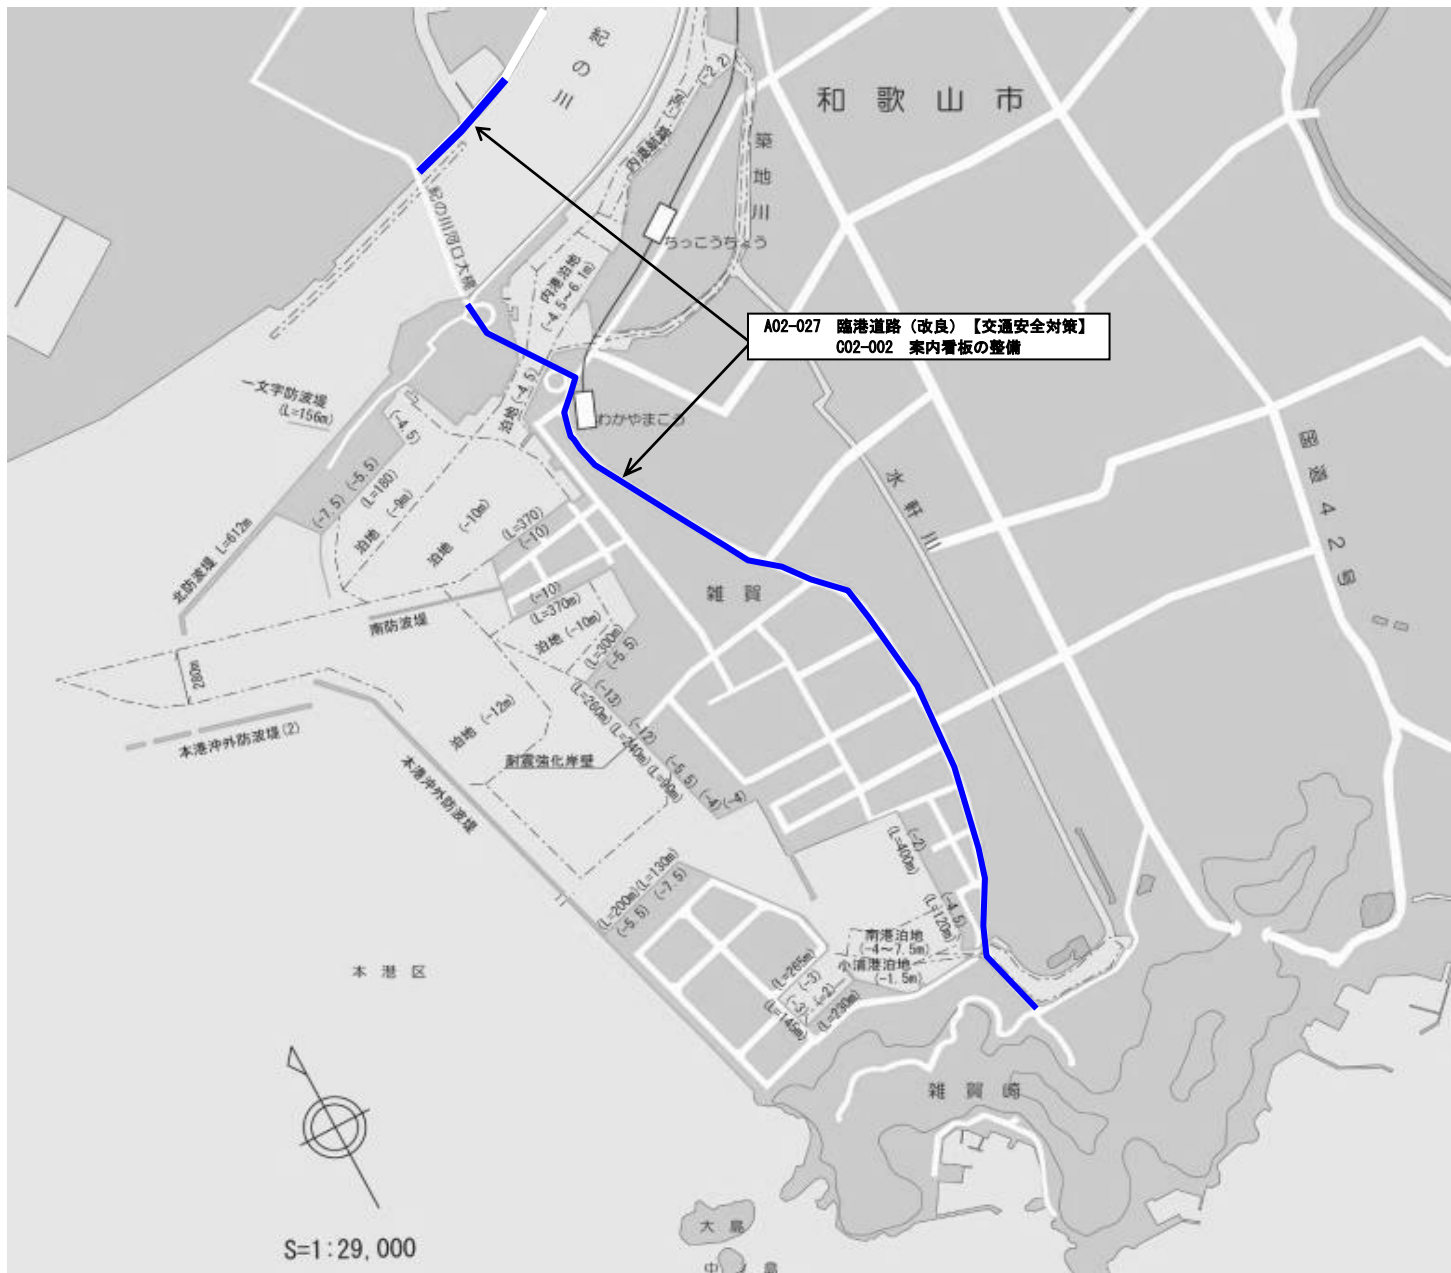 紀の川
内港航路 (-3m)
(-2.2)
和歌山市
築地川
紀の川河口大橋
ちっこうちょう
内港泊地
(-4.5~6.1m)
A02-027 臨港道路(改良)【交通安全対策】
C02-002 案内看板の整備
一文字防波堤
(L=156m)
泊地 (-4.5)
わかやまこう
(-4.5)
国道42号
水軒川
(-7.5) (-5.5)
(L=180)
泊地 (-9m)
泊地 (-10m)
(L=370)
(-10)
北防波堤 L=612m
雑賀
(-10)
(L=370m)
南防波堤
泊地 (-10m)
(L=300m)
(-5.5)
280m
(-13)
(L=260m)
(-12)
(L=240m)
泊地 (-12m)
本港沖外防波堤(2)
耐震強化岸壁
(-5.5) (-4) (-4)
(L=90m)
本港沖外防波堤
(-2)
(L=400m)
(L=200m)(L=130m)
(-5.5) (-7.5)
(-4.5)
(L=120m)
南港泊地
(-4~7.5m)
小浦港泊地
(-1.5m)
本港区
(L=265m)
(-3)
(-3) (-2)
(L=145m)
(L=230m)
雑賀崎
大島
S=1:29,000
中ノ島